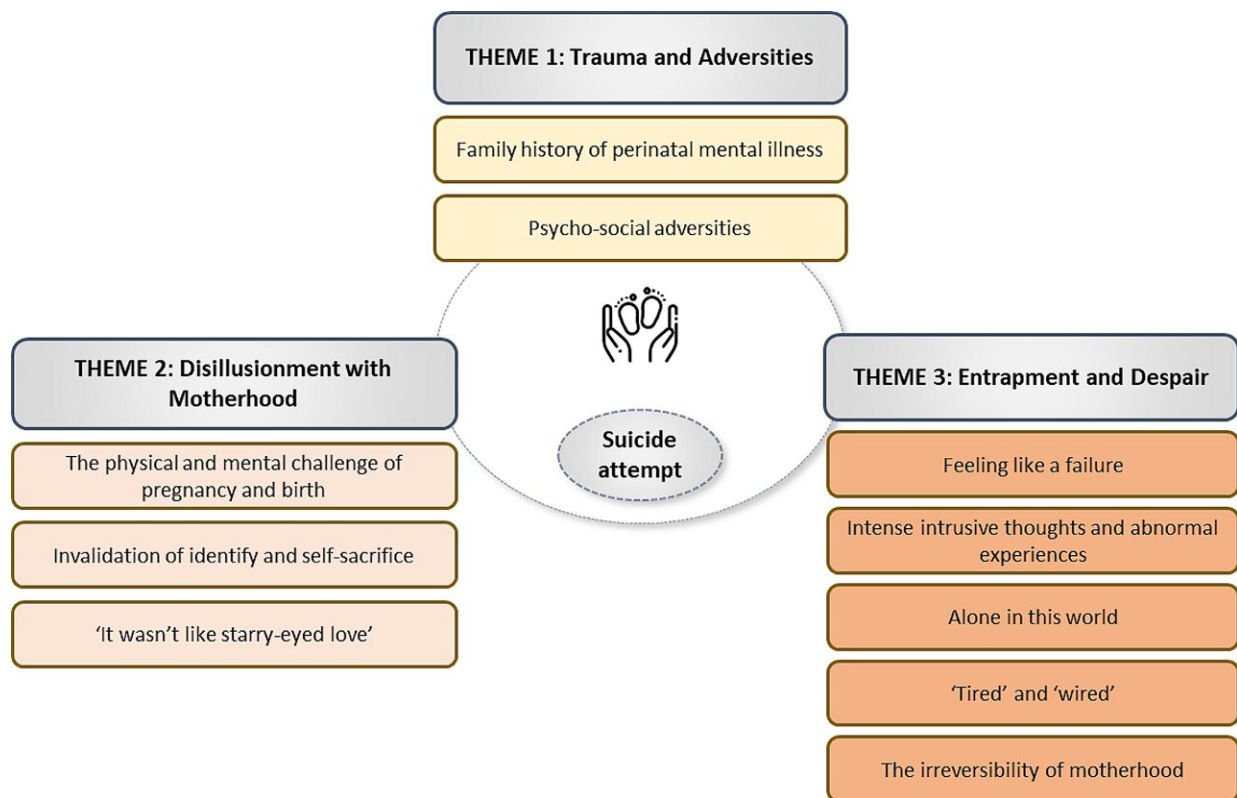 THEME 1: Trauma and Adversities
Family history of perinatal mental illness
Psycho-social adversities
THEME 2: Disillusionment with
Motherhood
The physical and mental challenge of
pregnancy and birth
Invalidation of identify and self-sacrifice
‘It wasn’t like starry-eyed love’
Suicide
attempt
THEME 3: Entrapment and Despair
Feeling like a failure
Intense intrusive thoughts and abnormal
experiences
Alone in this world
‘Tired’ and ‘wired’
The irreversibility of motherhood